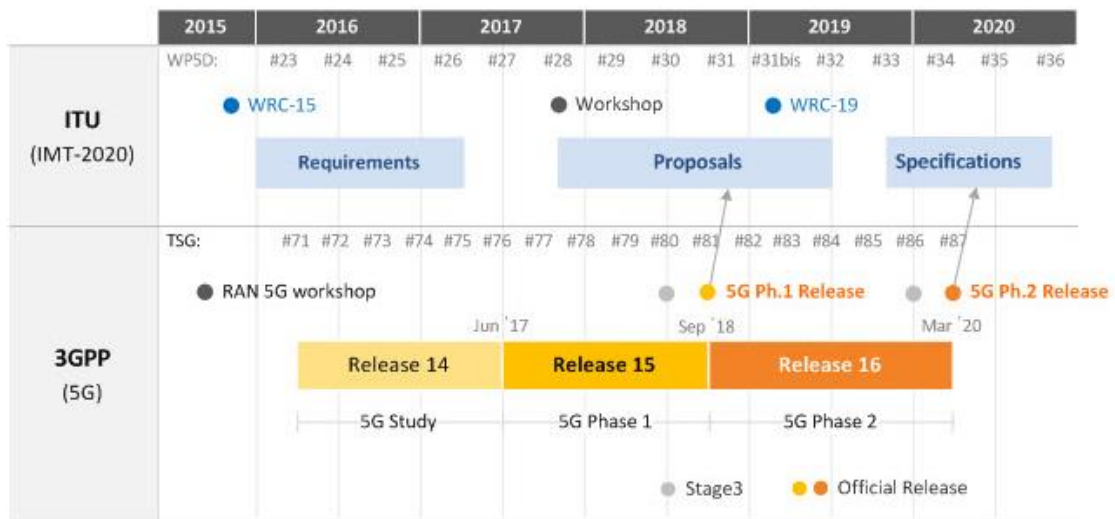 2015 2016 2017 2018 2019 2020
WP5D: #23 #24 #25 #26 #27 #28 #29 #30 #31 #31bis #32 #33 #34 #35 #36
WRC-15 Workshop WRC-19
ITU
(IMT-2020)
Requirements Proposals Specifications
TSG: #71 #72 #73 #74 #75 #76 #77 #78 #79 #80 #81 #82 #83 #84 #85 #86 #87
RAN 5G workshop 5G Ph.1 Release 5G Ph.2 Release
Jun ´17 Sep ´18 Mar ´20
3GPP
(5G)
Release 14 Release 15 Release 16
5G Study 5G Phase 1 5G Phase 2
Stage3 Official Release